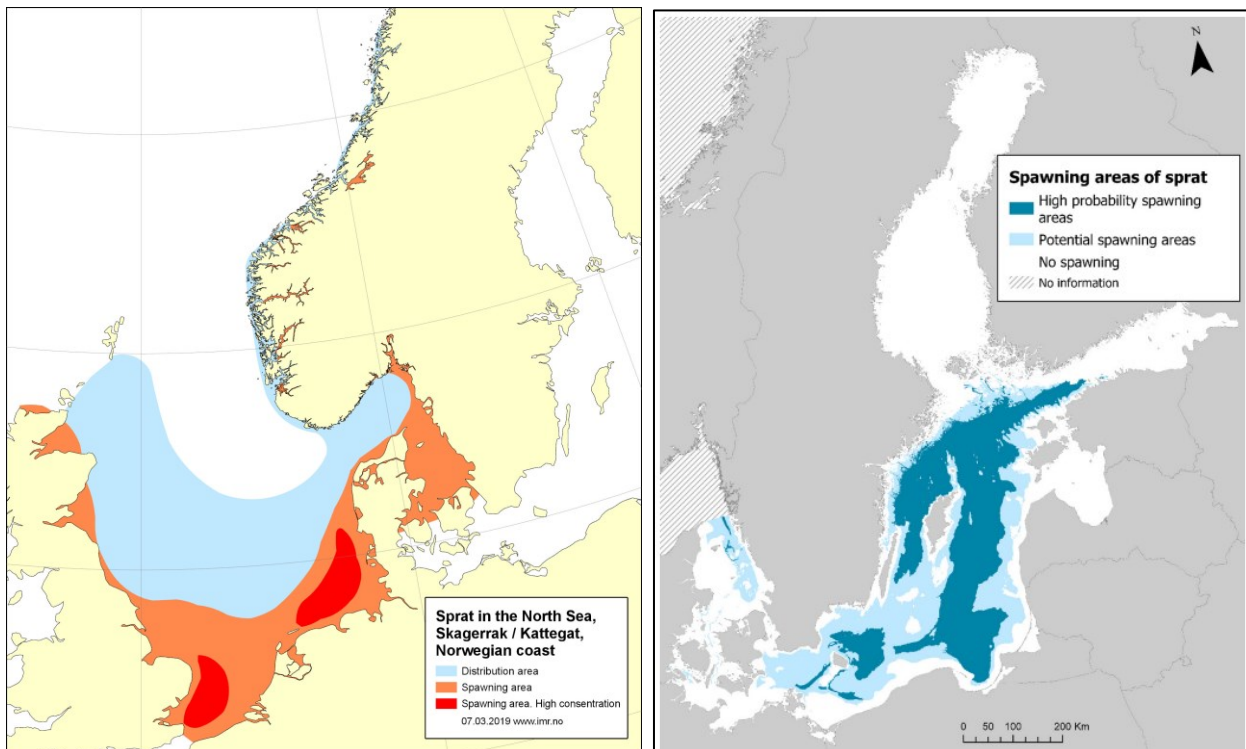 Sprat in the North Sea,
Skagerrak / Kattegat,
Norwegian coast
Distribution area
Spawning area
Spawning area. High consentration
07.03.2019 www.imr.no
N
Spawning areas of sprat
High probability spawning
areas
Potential spawning areas
No spawning
No information
0 50 100 200 Km